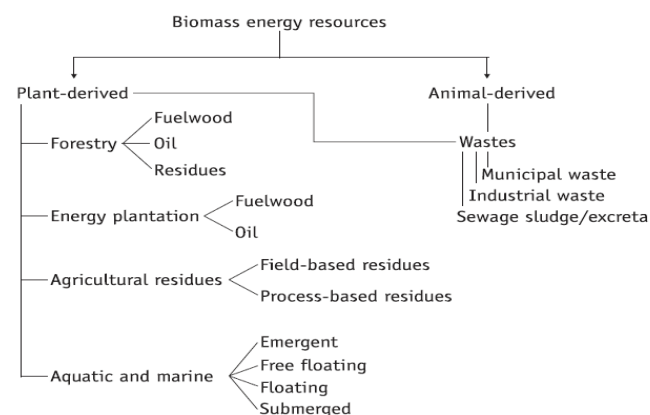 Biomass energy resources
Plant-derived
Animal-derived
Forestry
Fuelwood
Oil
Residues
Wastes
Municipal waste
Industrial waste
Sewage sludge/excreta
Energy plantation
Fuelwood
Oil
Agricultural residues
Field-based residues
Process-based residues
Aquatic and marine
Emergent
Free floating
Floating
Submerged